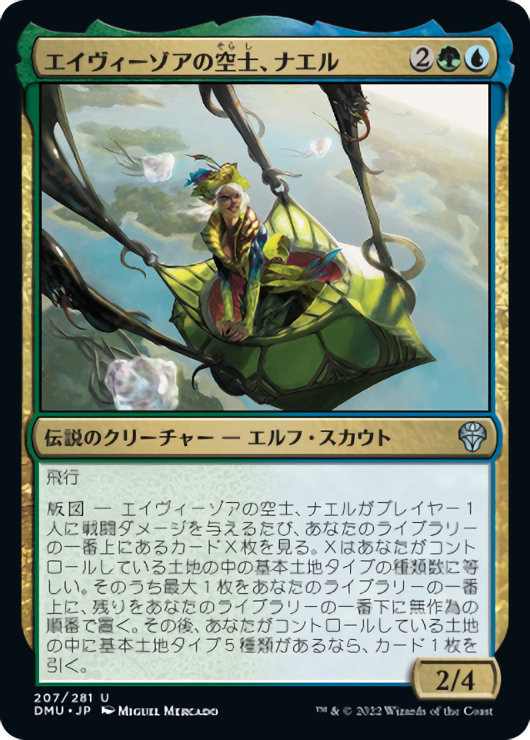 エイヴィーゾアの空士、ナエル 2
そらし
伝説のクリーチャー — エルフ・スカウト
飛行
版図 — エイヴィーゾアの空士、ナエルがプレイヤー1
人に戦闘ダメージを与えるたび、あなたのライブラリー
の一番上にあるカードX枚を見る。Xはあなたがコント
ロールしている土地の中の基本土地タイプの種類数に等
しい。そのうち最大1枚をあなたのライブラリーの一番
上に、残りをあなたのライブラリーの一番下に無作為の
順番で置く。その後、あなたがコントロールしている土地
の中に基本土地タイプ5種類があるなら、カード1枚を
引く。
2/4
207/281 U
DMU • JP Miguel Mercado
™ & © 2022 Wizards of the Coast